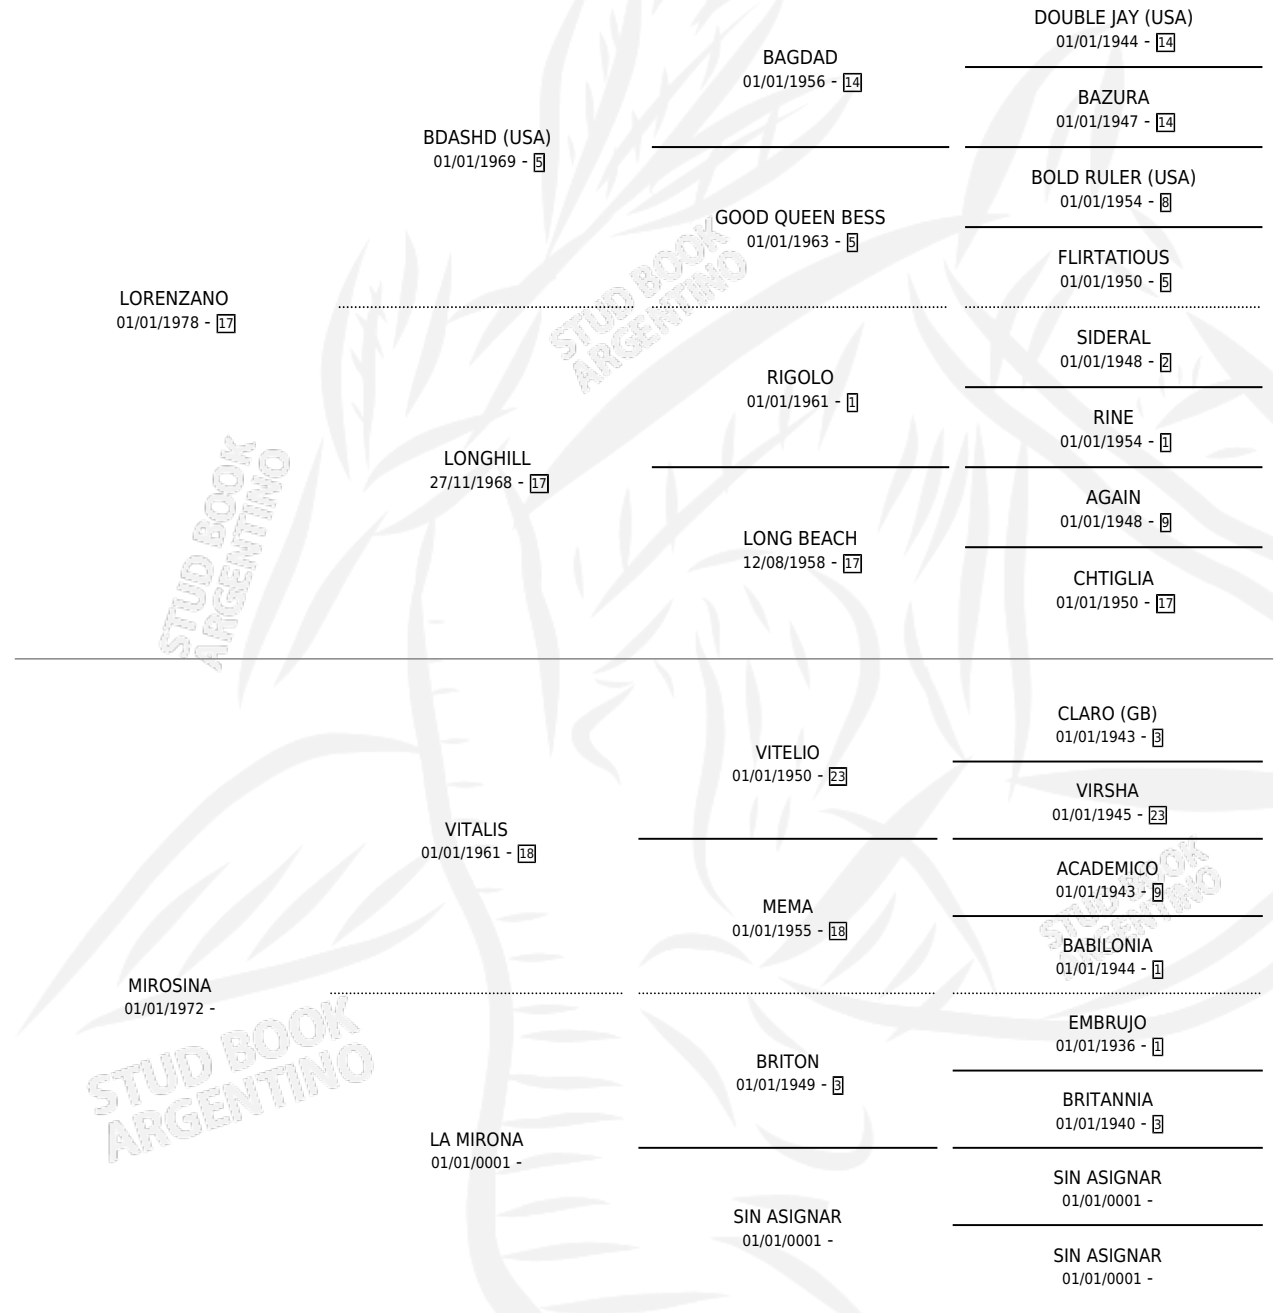 DOUBLE JAY (USA)
01/01/1944 - 14
BAGDAD
01/01/1956 - 14
BAZURA
01/01/1947 - 14
BDASHD (USA)
01/01/1969 - 5
BOLD RULER (USA)
01/01/1954 - 8
GOOD QUEEN BESS
01/01/1963 - 5
FLIRTATIOUS
01/01/1950 - 5
LORENZANO
01/01/1978 - 17
SIDERAL
01/01/1948 - 2
RIGOLO
01/01/1961 - 1
RINE
01/01/1954 - 1
LONGHILL
27/11/1968 - 17
AGAIN
01/01/1948 - 9
LONG BEACH
12/08/1958 - 17
CHTIGLIA
01/01/1950 - 17
STUD BOOK
ARGENTINO
STUD BOOK
ARGENTINO
CLARO (GB)
01/01/1943 - 3
VITELIO
01/01/1950 - 23
VIRSHA
01/01/1945 - 23
VITALIS
01/01/1961 - 18
ACADEMICO
01/01/1943 - 9
MEMA
01/01/1955 - 18
BABILONIA
01/01/1944 - 1
MIROSINA
01/01/1972 -
EMBRUJO
01/01/1936 - 1
BRITON
01/01/1949 - 3
BRITANNIA
01/01/1940 - 3
LA MIRONA
01/01/0001 -
SIN ASIGNAR
01/01/0001 -
SIN ASIGNAR
01/01/0001 -
SIN ASIGNAR
01/01/0001 -
STUD BOOK
ARGENTINO
STUD BOOK
ARGENTINO